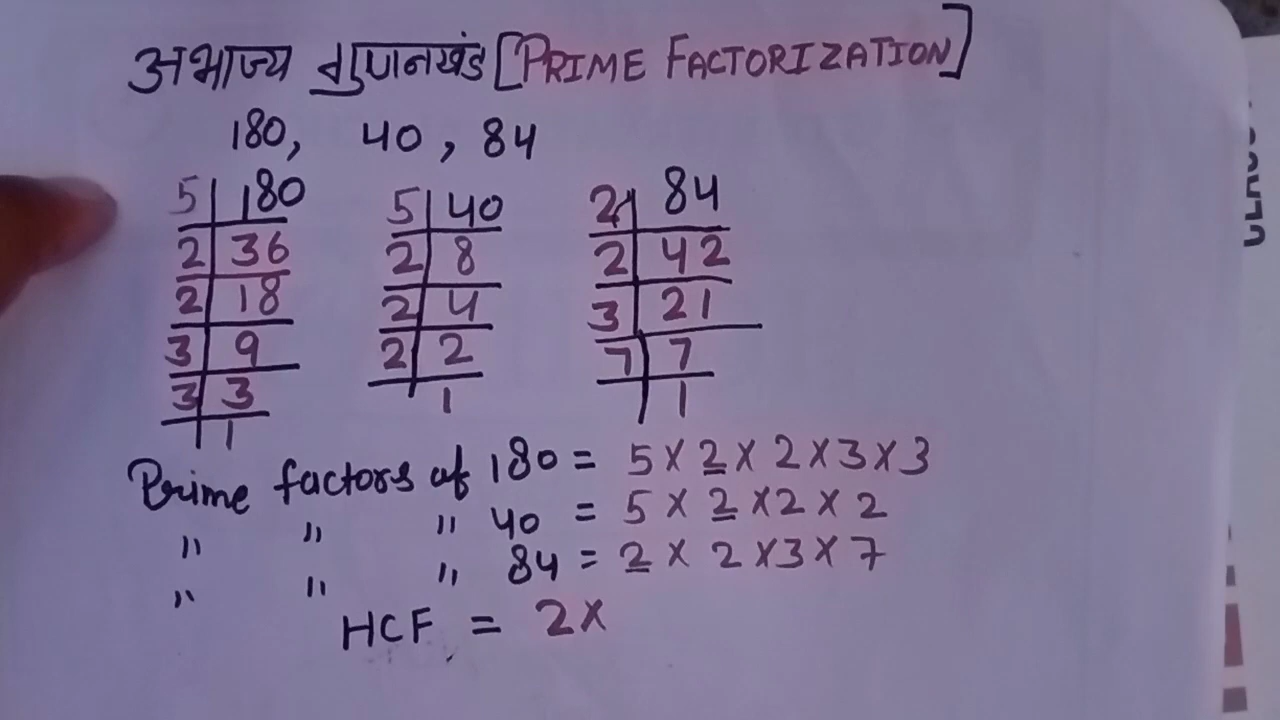 अभाज्य गुणनखंड [PRIME FACTORIZATION]
180, 40, 84
5 | 180
2 | 36
2 | 18
3 | 9
3 | 3
1
5 | 40
2 | 8
2 | 4
2 | 2
1
2 | 84
2 | 42
3 | 21
7 | 7
1
Prime factors of 180 = 5 × 2 × 2 × 3 × 3
" " " 40 = 5 × 2 × 2 × 2
" " " 84 = 2 × 2 × 3 × 7
HCF = 2 ×